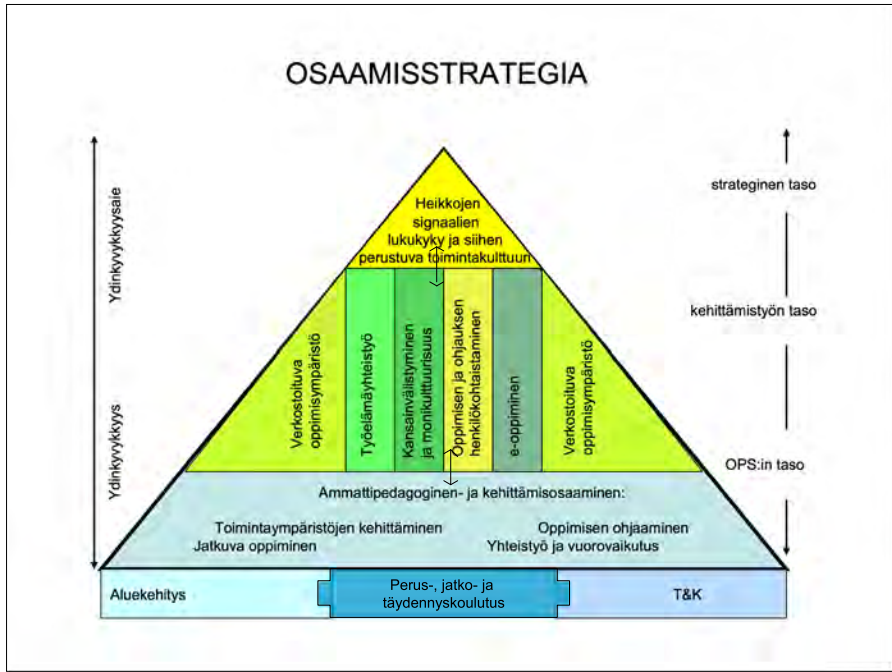 OSAAMISSTRATEGIA
Ydinkyvykkyysaie
Ydinkyvykkyys
Heikkojen
signaalien
lukukyky ja siihen
perustuva toimintakulttuuri
Verkostoituva
oppimisympäristö
Työelämäyhteistyö
Kansainvälistyminen
ja monikulttuurisuus
Oppimisen ja ohjauksen
henkilökohtaistaminen
e-oppiminen
Verkostoituva
oppimisympäristö
strateginen taso
kehittämistyön taso
OPS:in taso
Ammattipedagoginen- ja kehittämisosaaminen:
Toimintaympäristöjen kehittäminen
Oppimisen ohjaaminen
Jatkuva oppiminen
Yhteistyö ja vuorovaikutus
Aluekehitys
Perus-, jatko- ja
täydennyskoulutus
T&K